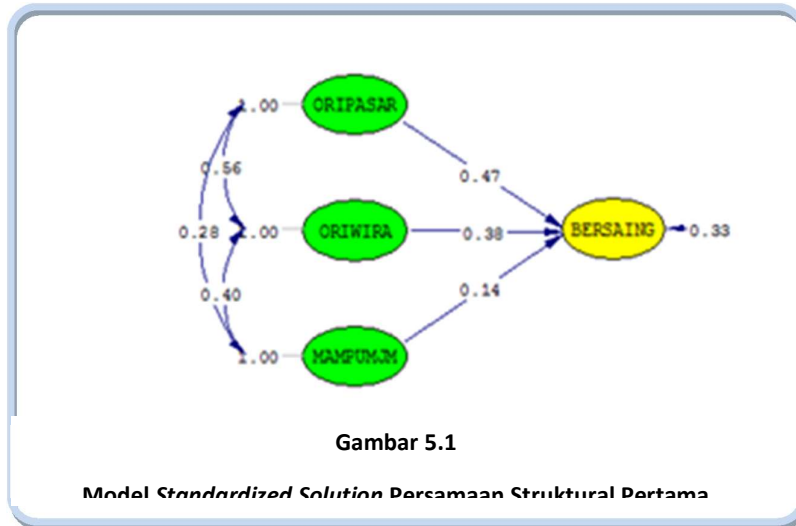 1.00 ORIPASAR
0.56
0.47
0.28 1.00 ORIWIRA 0.38 BERSAING 0.33
0.40
0.14
1.00 MAMPUMJM
Gambar 5.1
Model Standardized Solution Persamaan Struktural Pertama